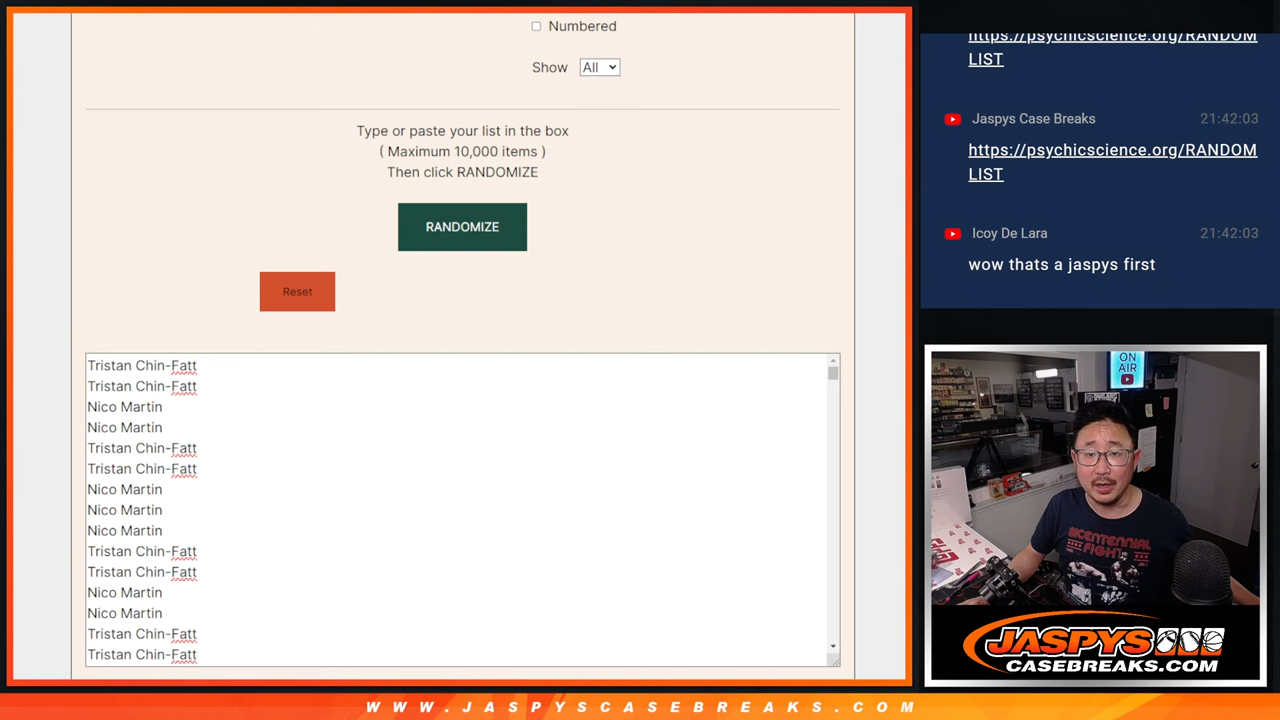 Numbered
Show All
Type or paste your list in the box
( Maximum 10,000 items )
Then click RANDOMIZE
RANDOMIZE
Reset
Tristan Chin-Fatt
Tristan Chin-Fatt
Nico Martin
Nico Martin
Tristan Chin-Fatt
Tristan Chin-Fatt
Nico Martin
Nico Martin
Nico Martin
Tristan Chin-Fatt
Tristan Chin-Fatt
Nico Martin
Nico Martin
Tristan Chin-Fatt
Tristan Chin-Fatt
https://psychicscience.org/RANDOM
LIST
Jaspys Case Breaks 21:42:03
https://psychicscience.org/RANDOM
LIST
Icoy De Lara 21:42:03
wow thats a jaspys first
ON
AIR
BICENTENNIAL
FIGHT
JASPYS
CASEBREAKS.COM
WWW.JASPYSCASEBREAKS.COM